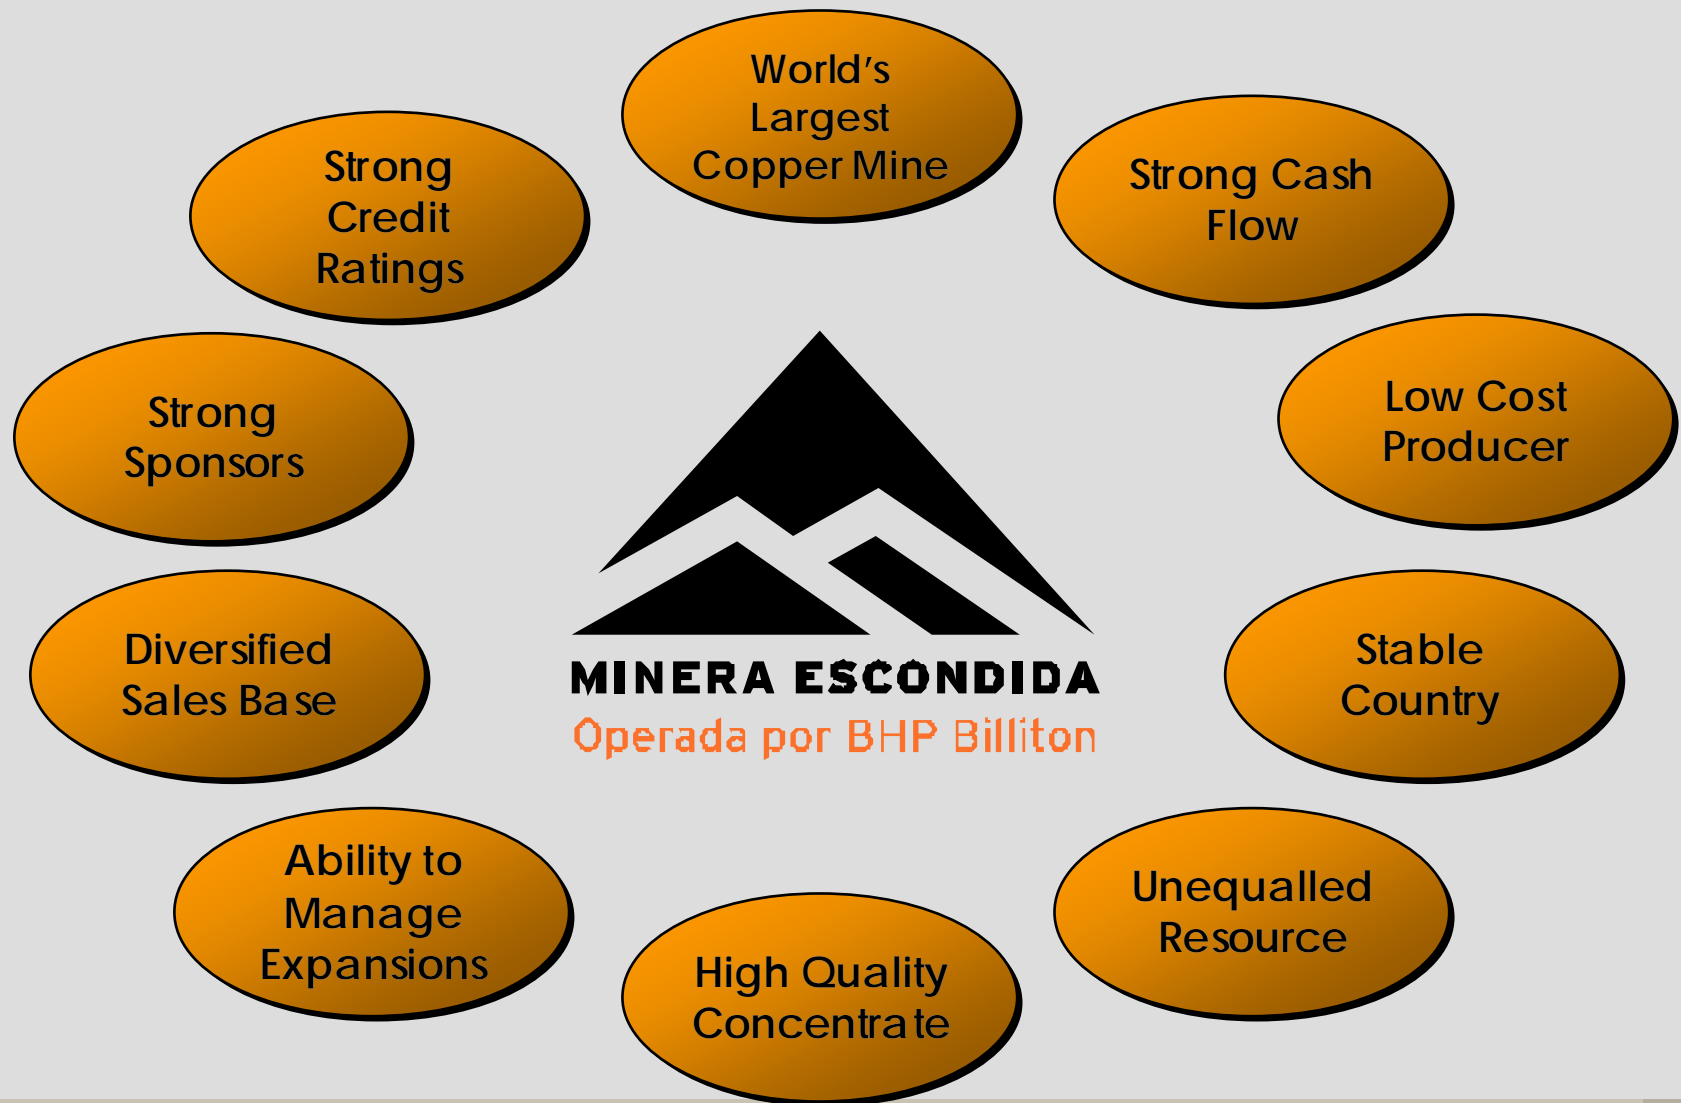 World's
Largest
Copper Mine
Strong Cash
Flow
Low Cost
Producer
Stable
Country
Unequalled
Resource
High Quality
Concentrate
Ability to
Manage
Expansions
Diversified
Sales Base
Strong
Sponsors
Strong
Credit
Ratings
MINERA ESCONDIDA
Operada por BHP Billiton